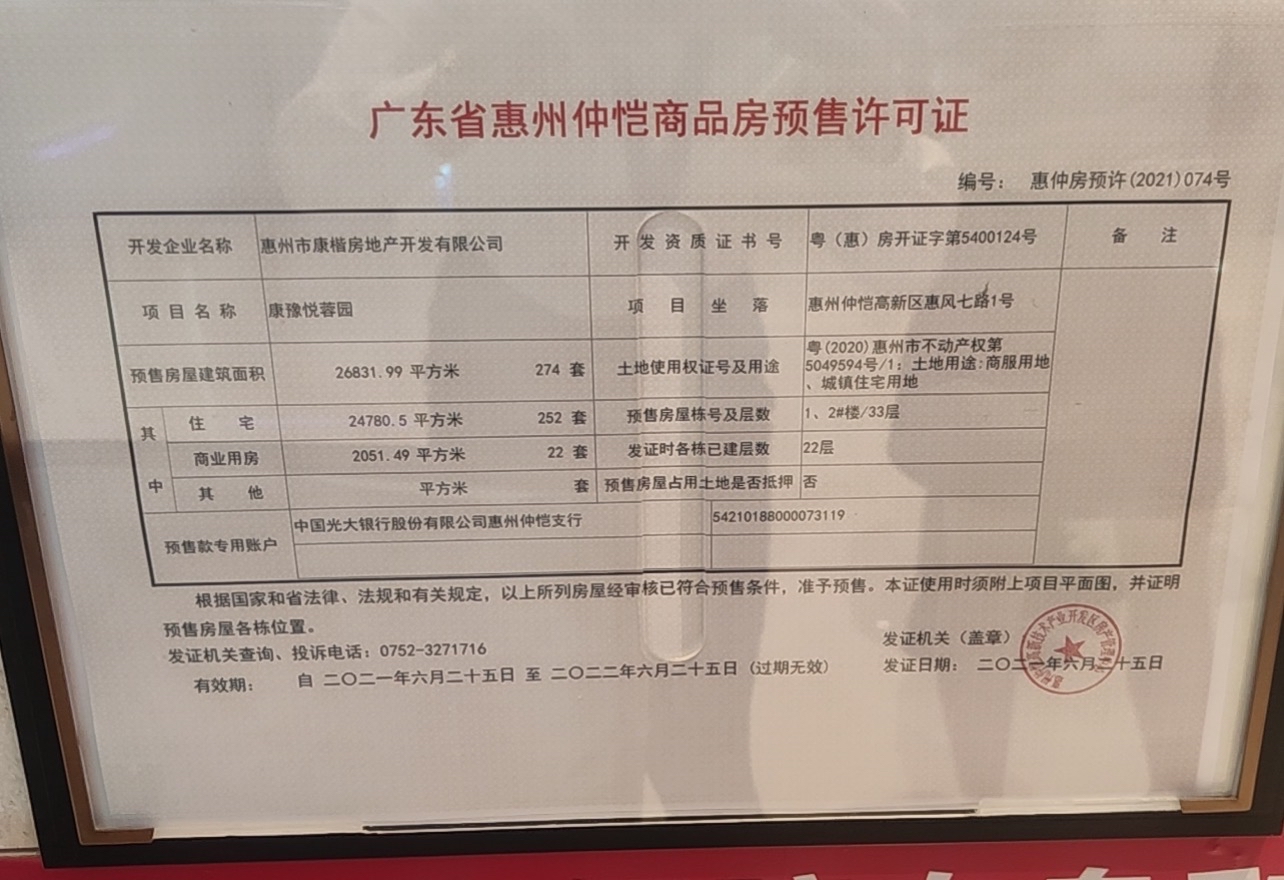 广东省惠州仲恺商品房预售许可证
编号： 惠仲房预许(2021)074号
开发企业名称 惠州市康楷房地产开发有限公司 开发资质证书号 粤（惠）房开证字第5400124号 备 注
项目名称 康豫悦蓉园 项目坐落 惠州仲恺高新区惠风七路1号
预售房屋建筑面积 26831.99 平方米 274 套 土地使用权证号及用途 粤(2020)惠州市不动产权第
5049594号/1；土地用途:商服用地
、城镇住宅用地
其中 住 宅 24780.5 平方米 252 套 预售房屋栋号及层数 1、2#楼/33层
商业用房 2051.49 平方米 22 套 发证时各栋已建层数 22层
其 他 平方米 套 预售房屋占用土地是否抵押 否
预售款专用账户 中国光大银行股份有限公司惠州仲恺支行 54210188000073119
根据国家和省法律、法规和有关规定，以上所列房屋经审核已符合预售条件，准予预售。本证使用时须附上项目平面图，并证明
预售房屋各栋位置。
发证机关查询、投诉电话：0752-3271716 发证机关（盖章）
有效期： 自 二〇二一年六月二十五日 至 二〇二二年六月二十五日（过期无效） 发证日期： 二〇二一年六月二十五日